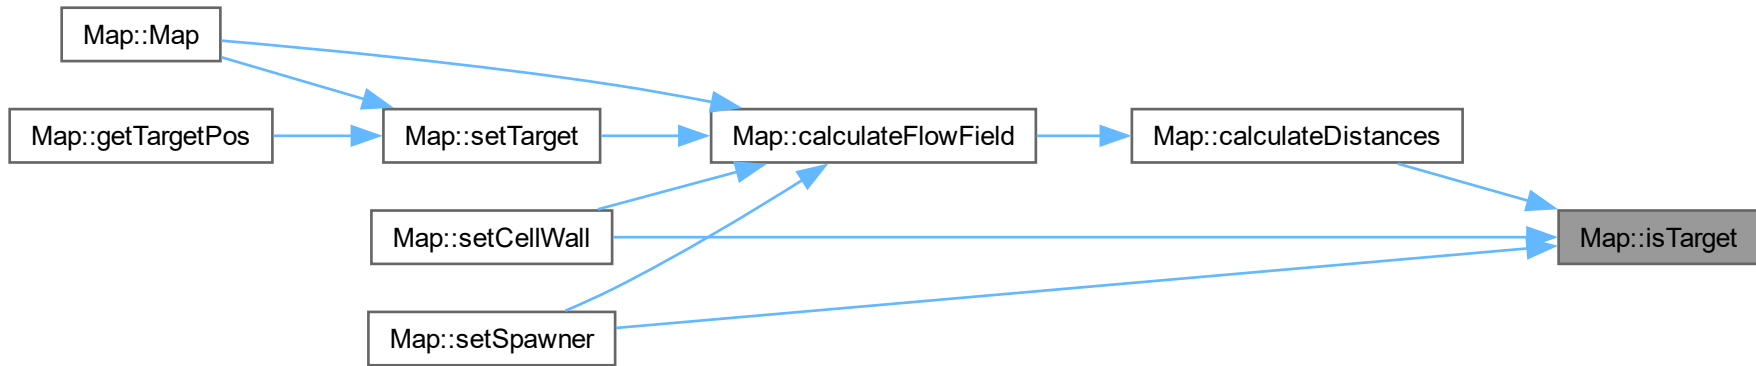 Map::Map
Map::getTargetPos
Map::setTarget
Map::calculateFlowField
Map::calculateDistances
Map::setCellWall
Map::isTarget
Map::setSpawner